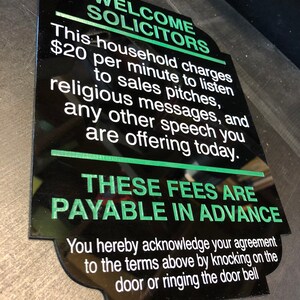 WELCOME
SOLICITORS
This household charges
$20 per minute to listen
to sales pitches,
religious messages, and
any other speech you
are offering today.
THESE FEES ARE
PAYABLE IN ADVANCE
You hereby acknowledge your agreement
to the terms above by knocking on the
door or ringing the door bell